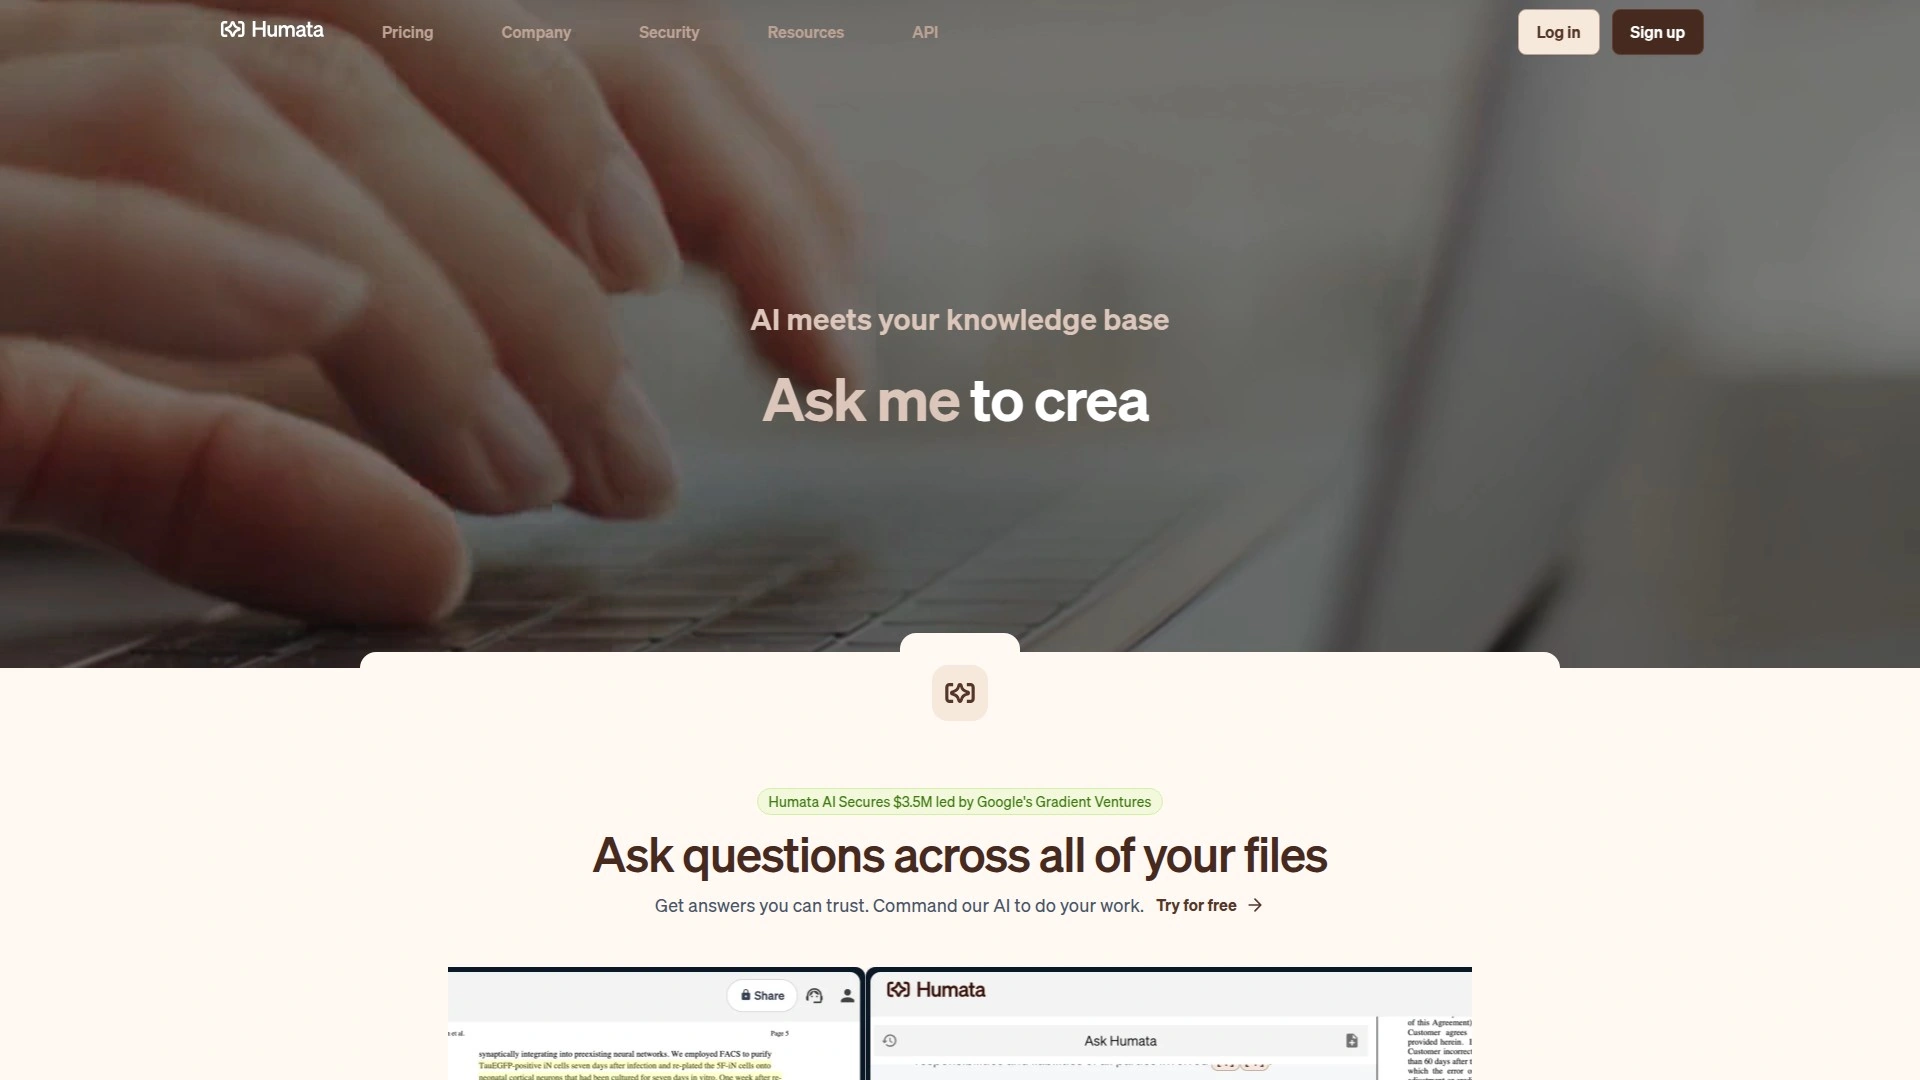 Humata
Pricing
Company
Security
Resources
API
Log in
Sign up
AI meets your knowledge base
Ask me to crea
Humata AI Secures $3.5M led by Google's Gradient Ventures
Ask questions across all of your files
Get answers you can trust. Command our AI to do your work. Try for free
Share
et al.
Page 5
synaptically integrating into preexisting neural networks. We employed FACS to purify
TauEGFP-positive iN cells seven days after infection and re-plated the 5F-iN cells onto
neonatal cortical neurons that had been cultured for seven days in vitro. One week after re-
Humata
Ask Humata
of this Agreement)
Customer agrees
provided herein.
Customer incorrect
than 60 days after t
which the error o